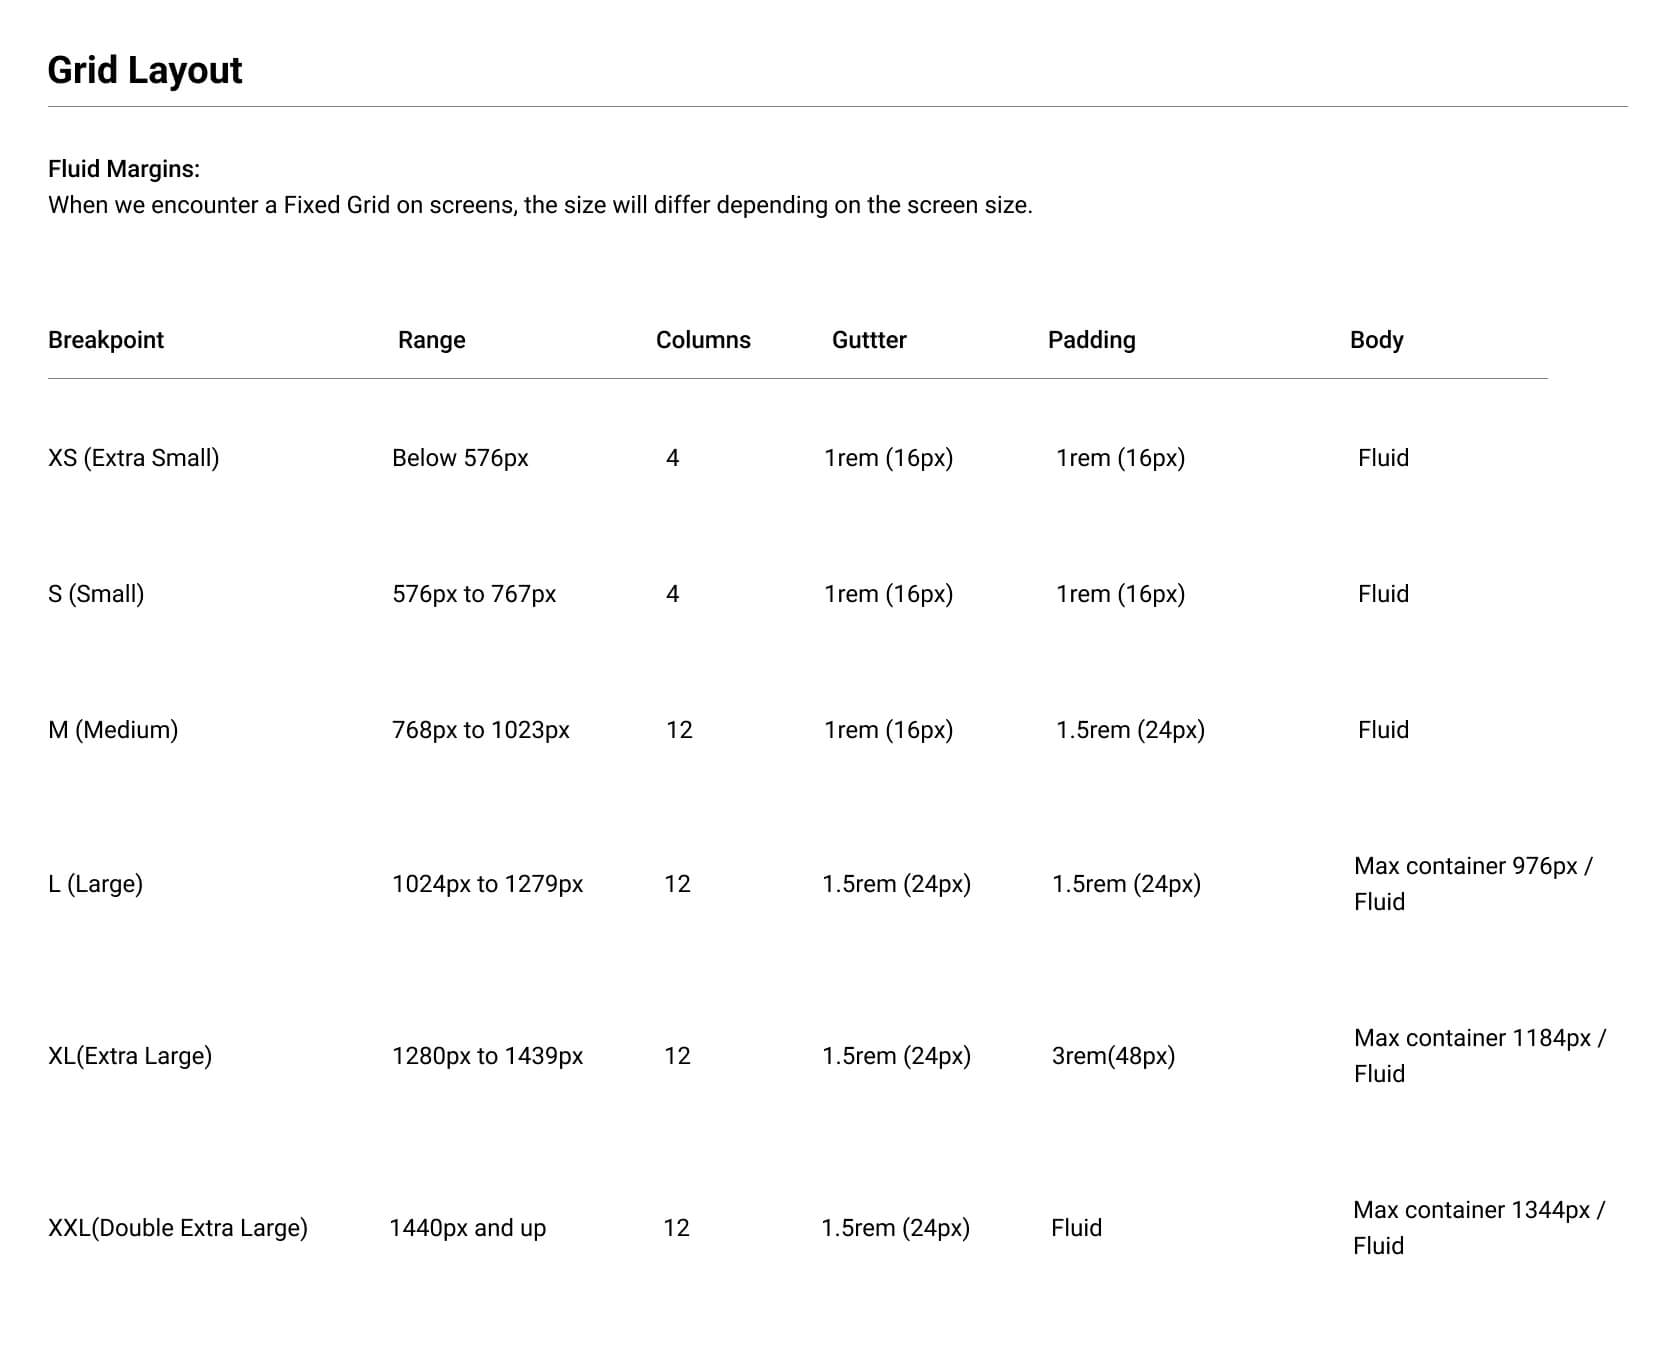 Grid Layout
Fluid Margins:
When we encounter a Fixed Grid on screens, the size will differ depending on the screen size.
Breakpoint Range Columns Guttter Padding Body
XS (Extra Small) Below 576px 4 1rem (16px) 1rem (16px) Fluid
S (Small) 576px to 767px 4 1rem (16px) 1rem (16px) Fluid
M (Medium) 768px to 1023px 12 1rem (16px) 1.5rem (24px) Fluid
L (Large) 1024px to 1279px 12 1.5rem (24px) 1.5rem (24px) Max container 976px /
Fluid
XL(Extra Large) 1280px to 1439px 12 1.5rem (24px) 3rem(48px) Max container 1184px /
Fluid
XXL(Double Extra Large) 1440px and up 12 1.5rem (24px) Fluid Max container 1344px /
Fluid